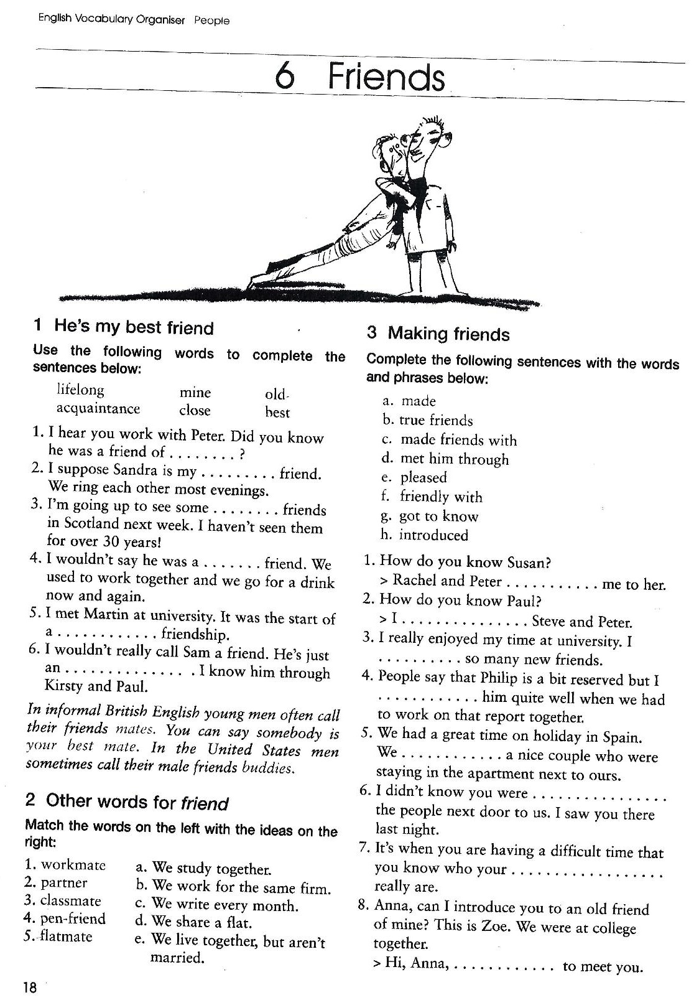 English Vocabulary Organiser People
6 Friends
1 He's my best friend
Use the following words to complete the
sentences below:
lifelong mine old
acquaintance close best
1. I hear you work with Peter. Did you know
he was a friend of . . . . . . . . ?
2. I suppose Sandra is my . . . . . . . . . friend.
We ring each other most evenings.
3. I'm going up to see some . . . . . . . . friends
in Scotland next week. I haven't seen them
for over 30 years!
4. I wouldn't say he was a . . . . . . . friend. We
used to work together and we go for a drink
now and again.
5. I met Martin at university. It was the start of
a . . . . . . . . . . . . friendship.
6. I wouldn't really call Sam a friend. He's just
an . . . . . . . . . . . . . . . I know him through
Kirsty and Paul.
In informal British English young men often call
their friends mates. You can say somebody is
your best mate. In the United States men
sometimes call their male friends buddies.
2 Other words for friend
Match the words on the left with the ideas on the
right:
1. workmate a. We study together.
2. partner b. We work for the same firm.
3. classmate c. We write every month.
4. pen-friend d. We share a flat.
5. flatmate e. We live together, but aren't
married.
18
3 Making friends
Complete the following sentences with the words
and phrases below:
a. made
b. true friends
c. made friends with
d. met him through
e. pleased
f. friendly with
g. got to know
h. introduced
1. How do you know Susan?
> Rachel and Peter . . . . . . . . . . . me to her.
2. How do you know Paul?
> I . . . . . . . . . . . . . . . Steve and Peter.
3. I really enjoyed my time at university. I
. . . . . . . . . . so many new friends.
4. People say that Philip is a bit reserved but I
. . . . . . . . . . . . him quite well when we had
to work on that report together.
5. We had a great time on holiday in Spain.
We . . . . . . . . . . . . a nice couple who were
staying in the apartment next to ours.
6. I didn't know you were . . . . . . . . . . . . . . . .
the people next door to us. I saw you there
last night.
7. It's when you are having a difficult time that
you know who your . . . . . . . . . . . . . . . . . .
really are.
8. Anna, can I introduce you to an old friend
of mine? This is Zoe. We were at college
together.
> Hi, Anna, . . . . . . . . . . . . to meet you.